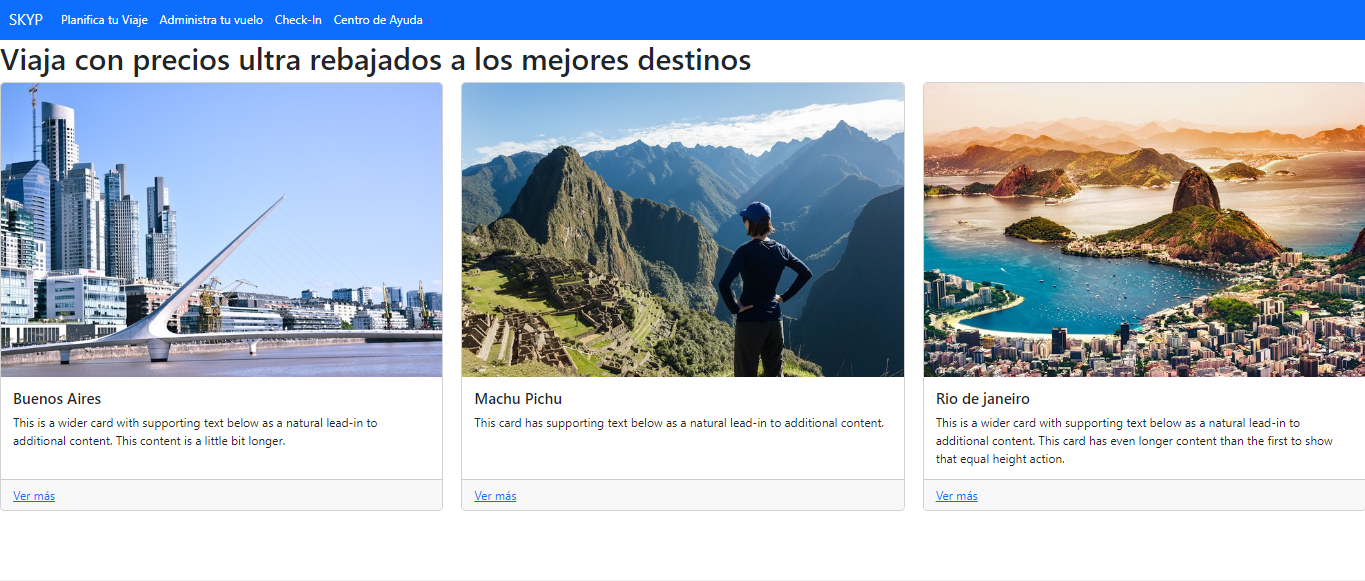 SKYP Planifica tu Viaje Administra tu vuelo Check-In Centro de Ayuda
Viaja con precios ultra rebajados a los mejores destinos
Buenos Aires
This is a wider card with supporting text below as a natural lead-in to
additional content. This content is a little bit longer.
Ver más
Machu Pichu
This card has supporting text below as a natural lead-in to additional content.
Ver más
Rio de janeiro
This is a wider card with supporting text below as a natural lead-in to
additional content. This card has even longer content than the first to show
that equal height action.
Ver más